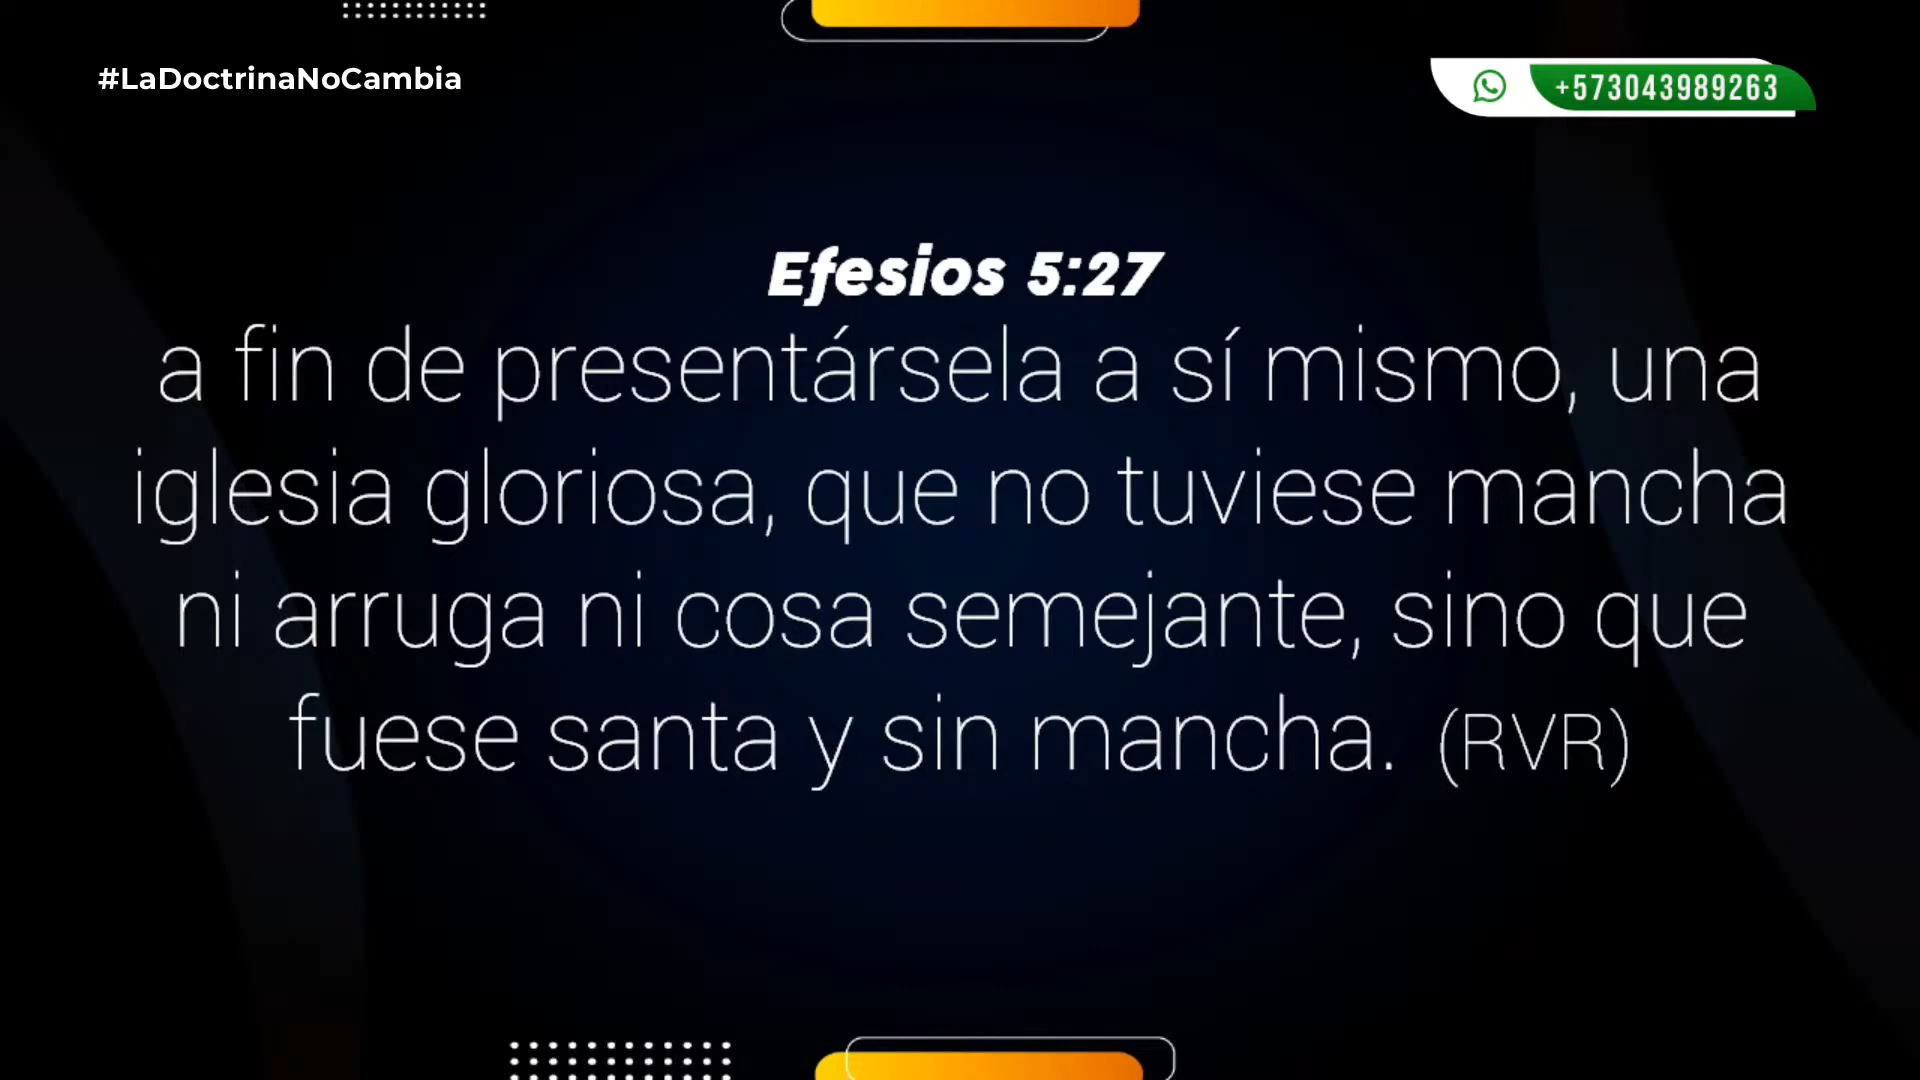 #LaDoctrinaNoCambia
+573043989263
Efesios 5:27
a fin de presentársela a sí mismo, una
iglesia gloriosa, que no tuviese mancha
ni arruga ni cosa semejante, sino que
fuese santa y sin mancha. (RVR)